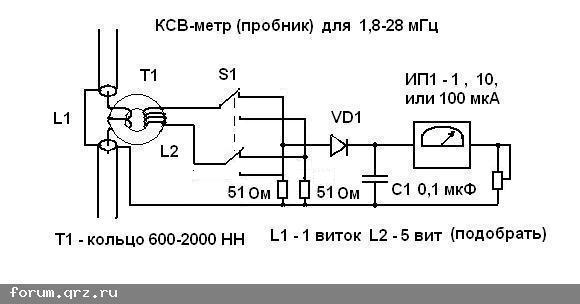 КСВ-метр (пробник) для 1,8-28 мГц
T1 S1 ИП1 - 1 , 10,
или 100 мкА
L1 VD1
L2
51 Ом 51 Ом C1 0,1 мкФ
T1 - кольцо 600-2000 НН L1 - 1 виток L2 - 5 вит (подобрать)
forum.qrz.ru